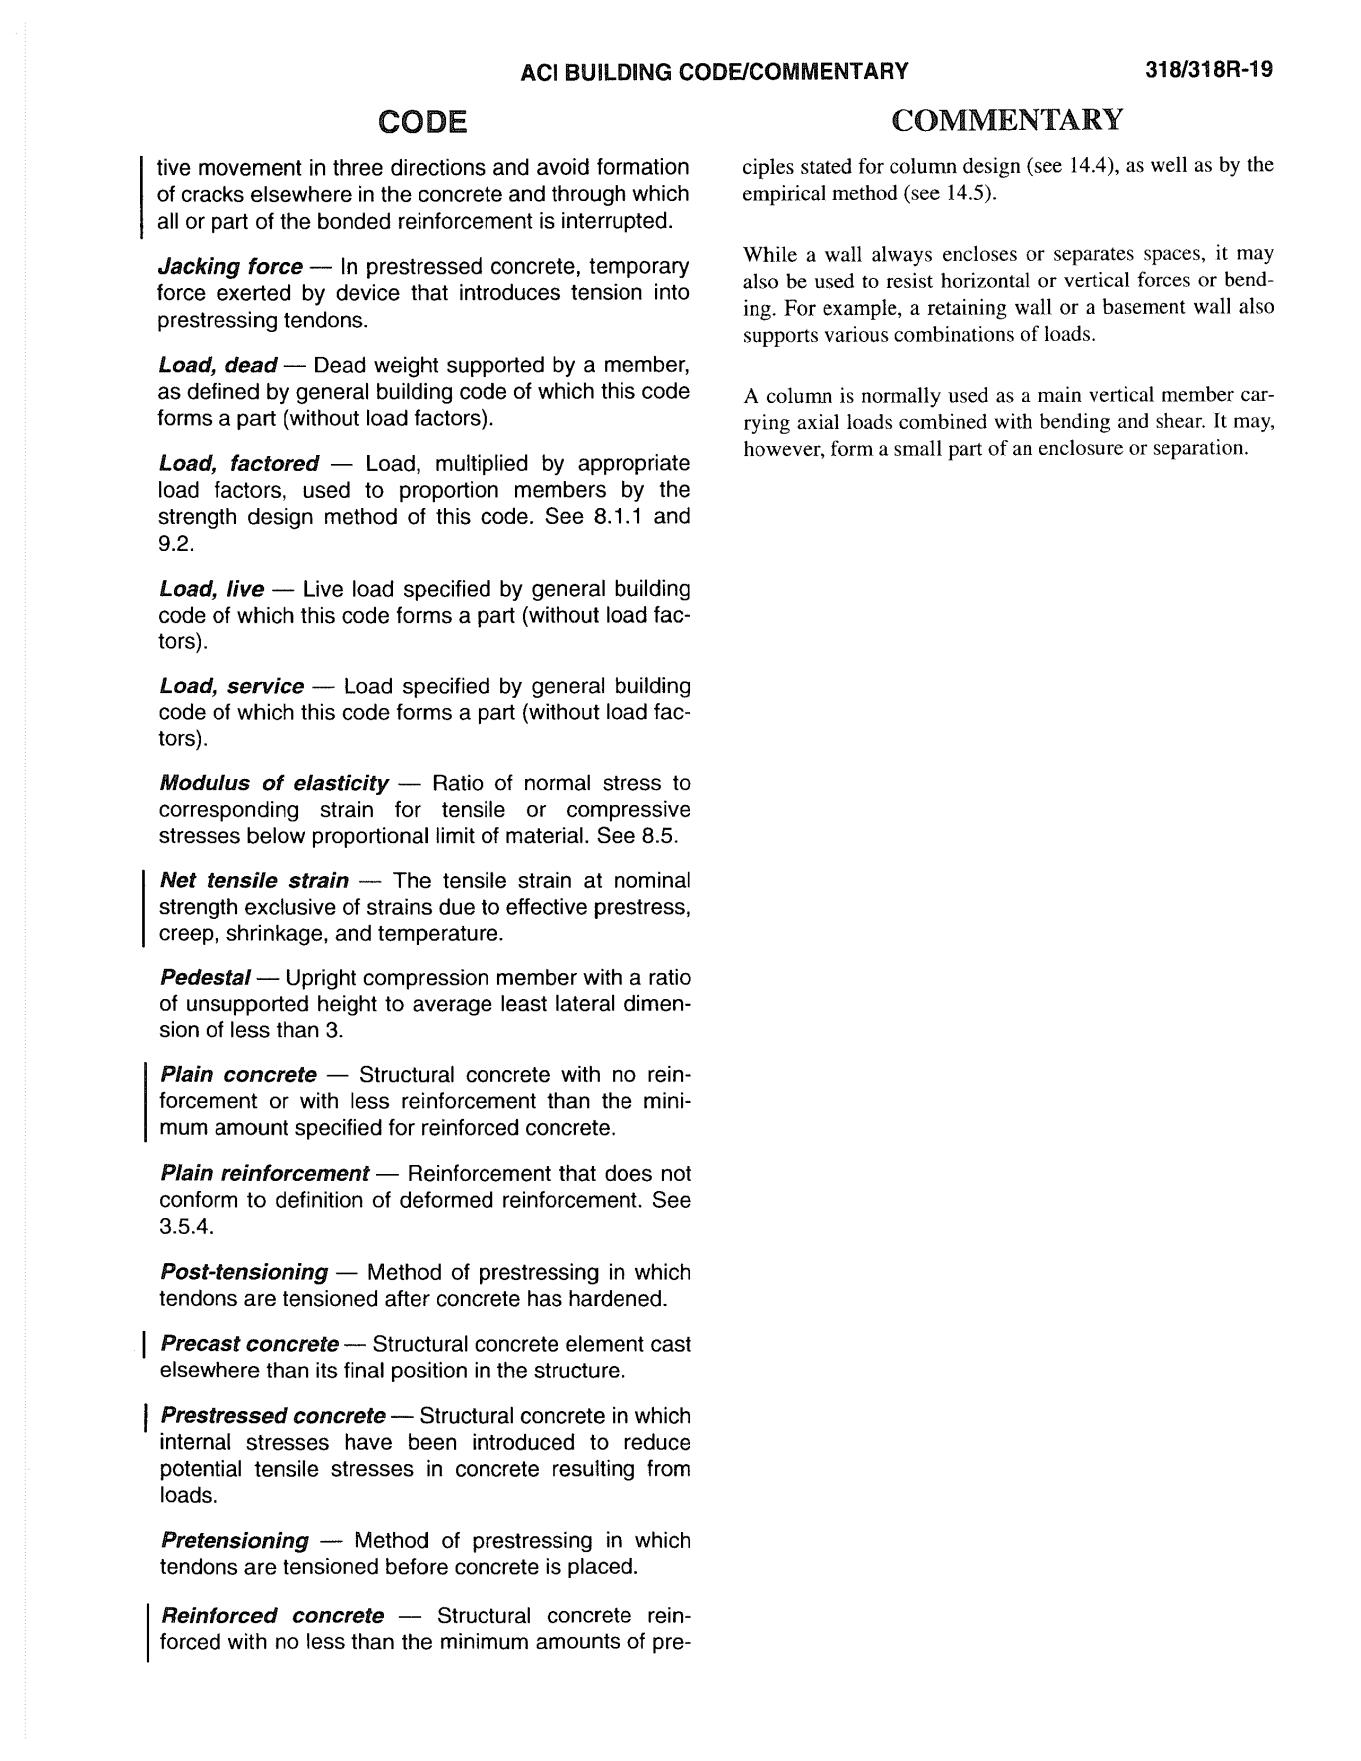 ACI BUILDING CODE/COMMENTARY
318/318R-19
CODE
tive movement in three directions and avoid formation
of cracks elsewhere in the concrete and through which
all or part of the bonded reinforcement is interrupted.
Jacking force — In prestressed concrete, temporary
force exerted by device that introduces tension into
prestressing tendons.
Load, dead — Dead weight supported by a member,
as defined by general building code of which this code
forms a part (without load factors).
Load, factored — Load, multiplied by appropriate
load factors, used to proportion members by the
strength design method of this code. See 8.1.1 and
9.2.
Load, live — Live load specified by general building
code of which this code forms a part (without load fac-
tors).
Load, service — Load specified by general building
code of which this code forms a part (without load fac-
tors).
Modulus of elasticity — Ratio of normal stress to
corresponding strain for tensile or compressive
stresses below proportional limit of material. See 8.5.
Net tensile strain — The tensile strain at nominal
strength exclusive of strains due to effective prestress,
creep, shrinkage, and temperature.
Pedestal — Upright compression member with a ratio
of unsupported height to average least lateral dimen-
sion of less than 3.
Plain concrete — Structural concrete with no rein-
forcement or with less reinforcement than the mini-
mum amount specified for reinforced concrete.
Plain reinforcement — Reinforcement that does not
conform to definition of deformed reinforcement. See
3.5.4.
Post-tensioning — Method of prestressing in which
tendons are tensioned after concrete has hardened.
Precast concrete — Structural concrete element cast
elsewhere than its final position in the structure.
Prestressed concrete — Structural concrete in which
internal stresses have been introduced to reduce
potential tensile stresses in concrete resulting from
loads.
Pretensioning — Method of prestressing in which
tendons are tensioned before concrete is placed.
Reinforced concrete — Structural concrete rein-
forced with no less than the minimum amounts of pre-
COMMENTARY
ciples stated for column design (see 14.4), as well as by the
empirical method (see 14.5).
While a wall always encloses or separates spaces, it may
also be used to resist horizontal or vertical forces or bend-
ing. For example, a retaining wall or a basement wall also
supports various combinations of loads.
A column is normally used as a main vertical member car-
rying axial loads combined with bending and shear. It may,
however, form a small part of an enclosure or separation.